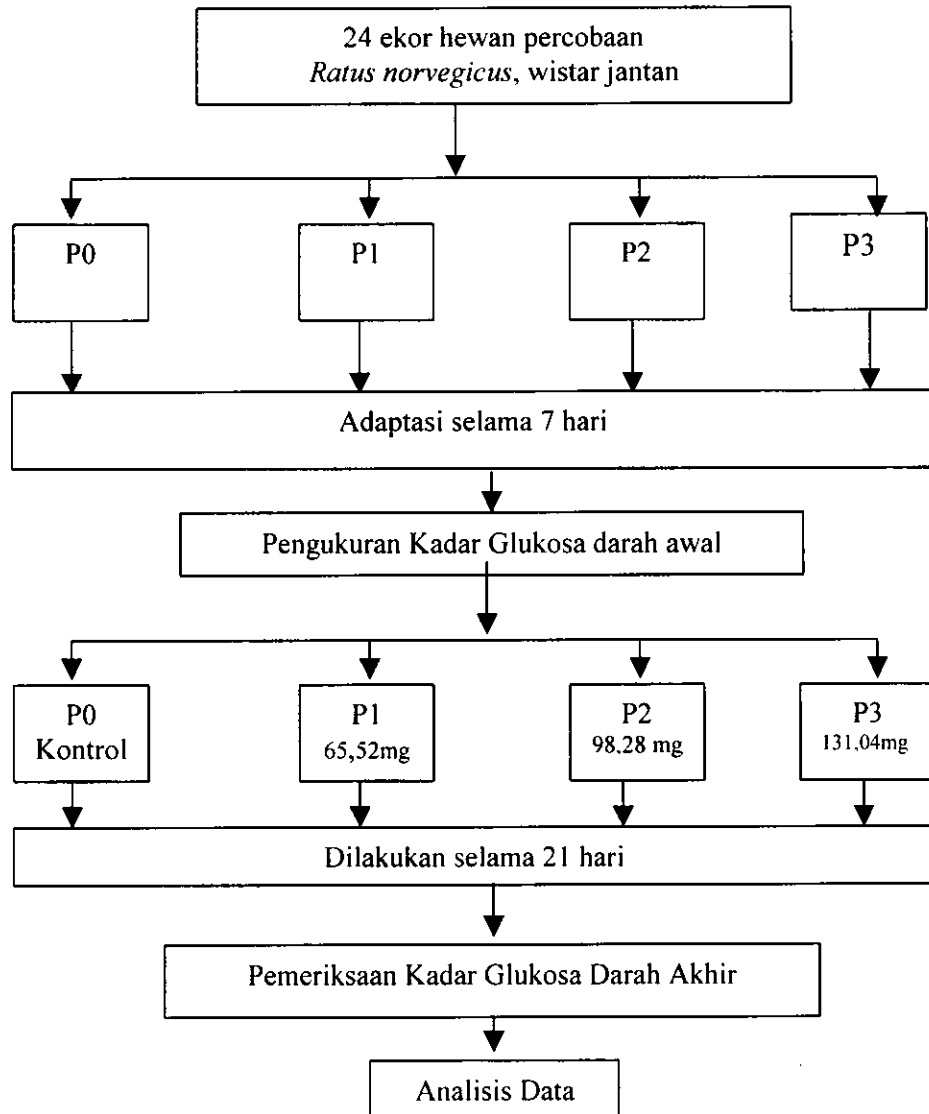 24 ekor hewan percobaan
Ratus norvegicus, wistar jantan
P0
P1
P2
P3
Adaptasi selama 7 hari
Pengukuran Kadar Glukosa darah awal
P0
Kontrol
P1
65,52mg
P2
98,28 mg
P3
131,04mg
Dilakukan selama 21 hari
Pemeriksaan Kadar Glukosa Darah Akhir
Analisis Data